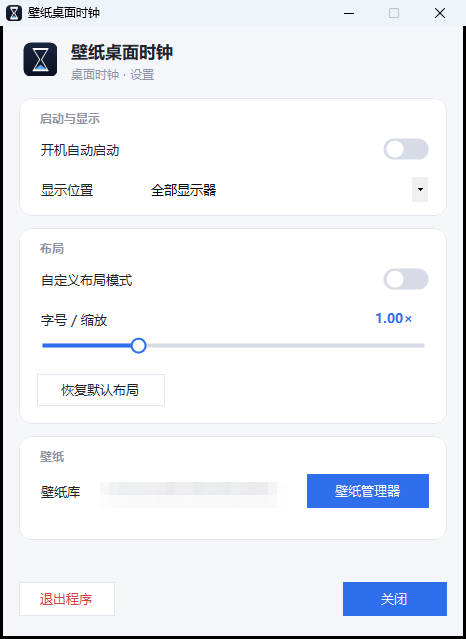 壁纸桌面时钟
壁纸桌面时钟
桌面时钟 · 设置
启动与显示
开机自动启动
显示位置 全部显示器
布局
自定义布局模式
字号 / 缩放 1.00×
恢复默认布局
壁纸
壁纸库 壁纸管理器
退出程序 关闭